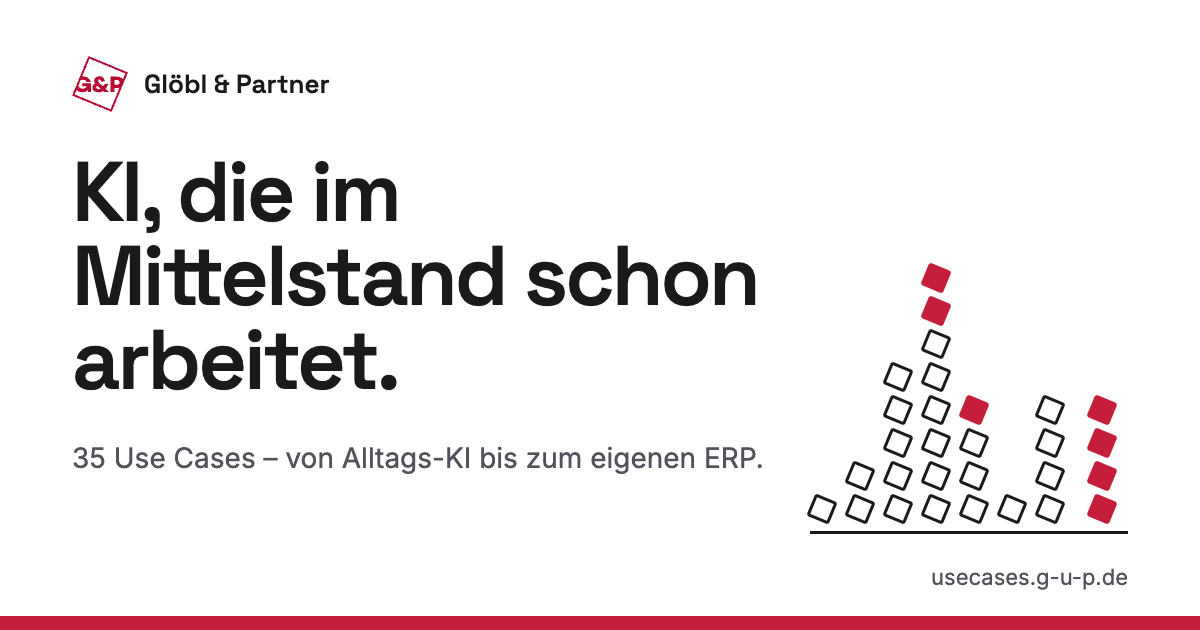 G&P
Glöbl & Partner
KI, die im
Mittelstand schon
arbeitet.
35 Use Cases – von Alltags-KI bis zum eigenen ERP.
usecases.g-u-p.de